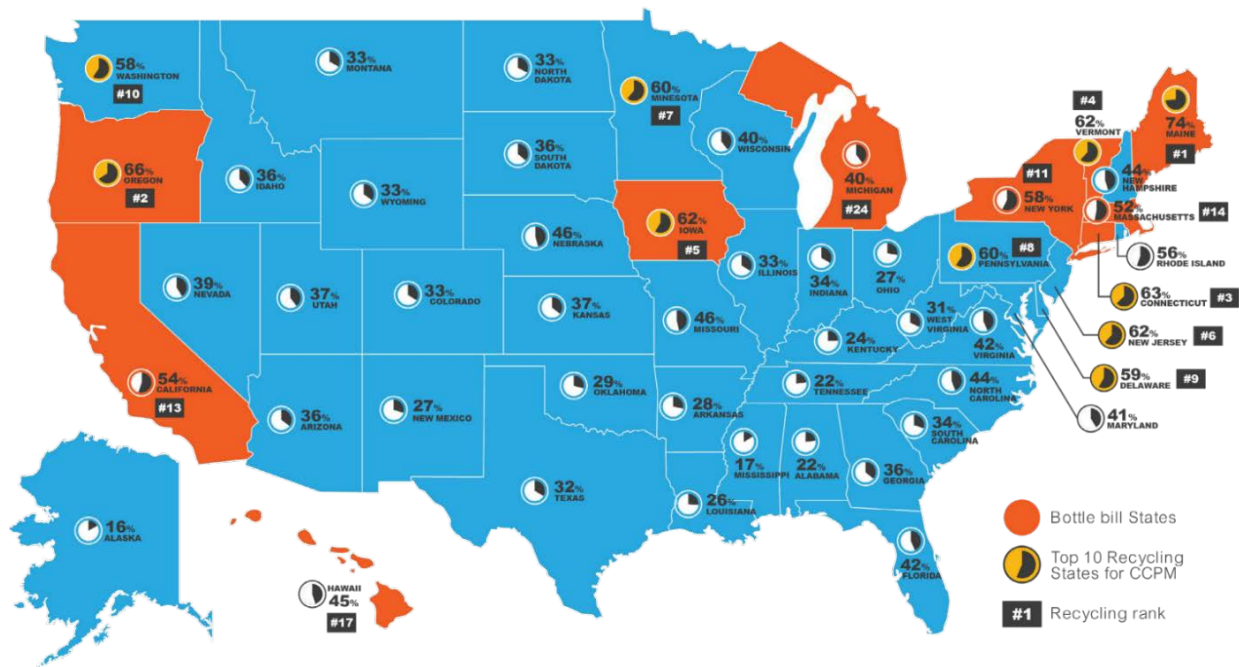 58%
WASHINGTON
#10
33%
MONTANA
33%
NORTH
DAKOTA
60%
MINESOTA
#7
40%
WISCONSIN
#4
62%
VERMONT
74%
MAINE
#1
66%
OREGON
#2
36%
IDAHO
33%
WYOMING
36%
SOUTH
DAKOTA
40%
MICHIGAN
#24
#11
58%
NEW YORK
44%
NEW
HAMPSHIRE
52%
MASSACHUSETTS
#14
62%
IOWA
#5
46%
NEBRASKA
60%
PENNSYLVANIA
#8
56%
RHODE ISLAND
39%
NEVADA
37%
UTAH
33%
COLORADO
37%
KANSAS
33%
ILLINOIS
34%
INDIANA
27%
OHIO
63%
CONNECTICUT
#3
46%
MISSOURI
31%
WEST
VIRGINIA
42%
VIRGINIA
62%
NEW JERSEY
#6
24%
KENTUCKY
59%
DELAWARE
#9
54%
CALIFORNIA
#13
36%
ARIZONA
27%
NEW MEXICO
29%
OKLAHOMA
28%
ARKANSAS
22%
TENNESSEE
44%
NORTH
CAROLINA
41%
MARYLAND
34%
SOUTH
CAROLINA
17%
MISSISSIPPI
22%
ALABAMA
36%
GEORGIA
32%
TEXAS
26%
LOUISIANA
42%
FLORIDA
16%
ALASKA
HAWAII
45%
#17
Bottle bill States
Top 10 Recycling
States for CCPM
#1 Recycling rank